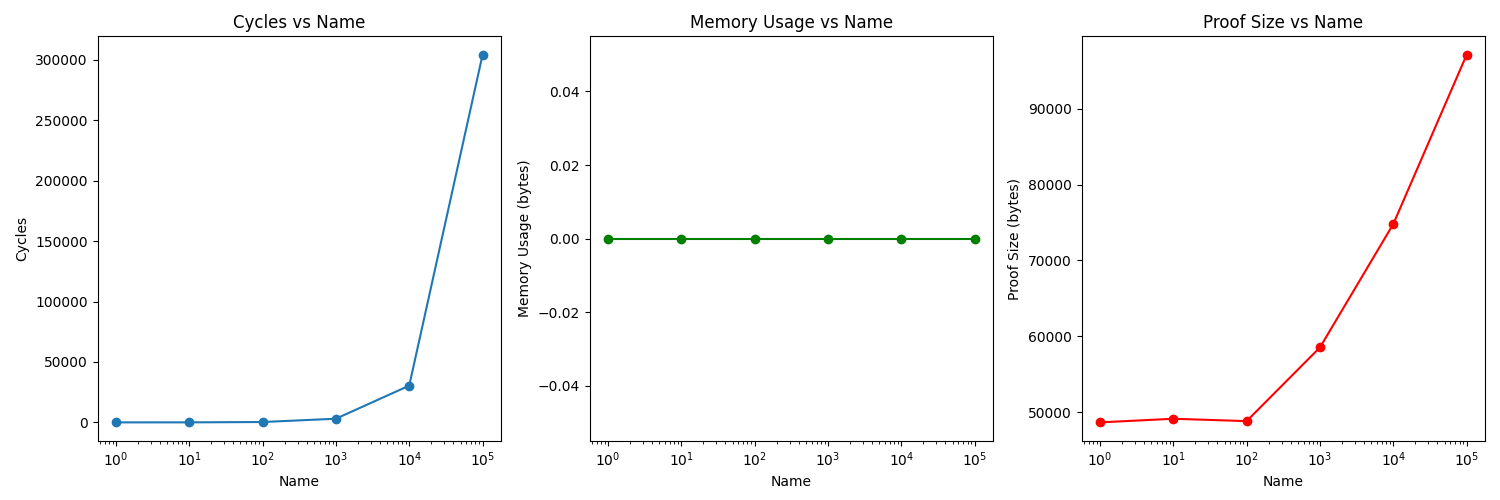 Cycles vs Name
300000
250000
200000
150000
100000
50000
0
Cycles
10⁰ 10¹ 10² 10³ 10⁴ 10⁵
Name
Memory Usage vs Name
0.04
0.02
0.00
−0.02
−0.04
Memory Usage (bytes)
10⁰ 10¹ 10² 10³ 10⁴ 10⁵
Name
Proof Size vs Name
90000
80000
70000
60000
50000
Proof Size (bytes)
10⁰ 10¹ 10² 10³ 10⁴ 10⁵
Name